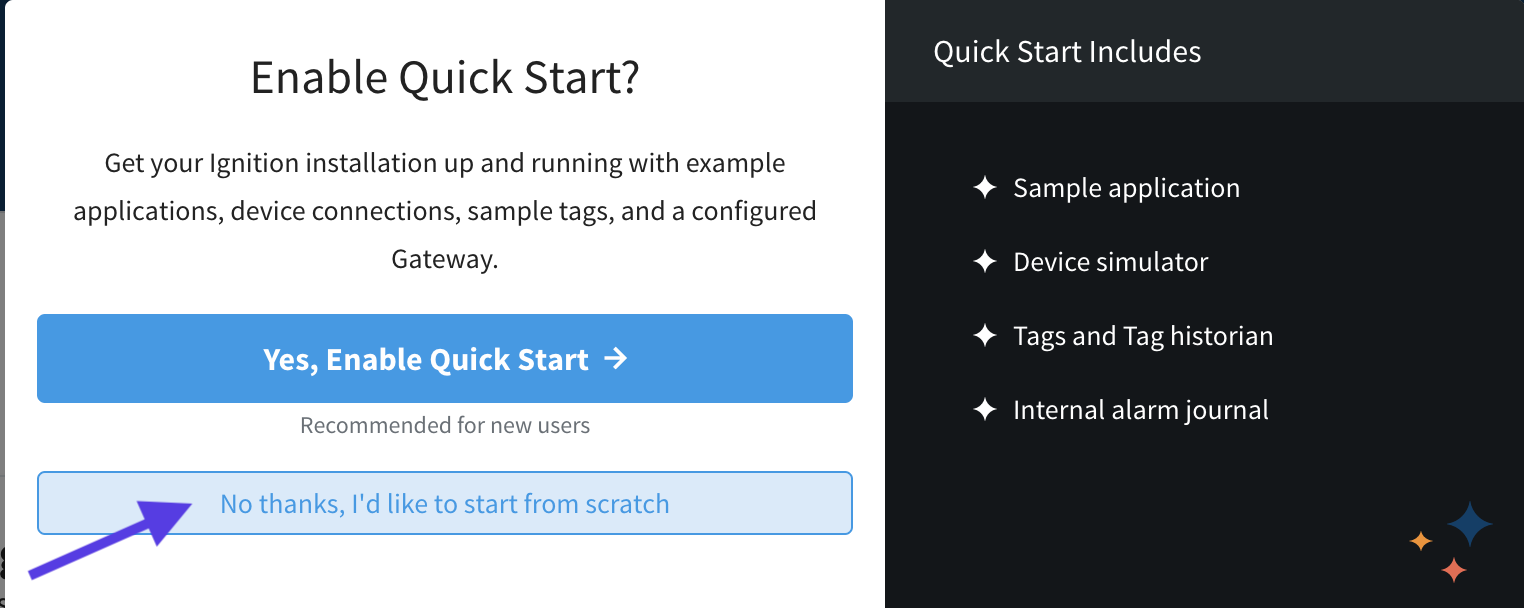 Enable Quick Start?
Get your Ignition installation up and running with example
applications, device connections, sample tags, and a configured
Gateway.
Yes, Enable Quick Start →
Recommended for new users
No thanks, I'd like to start from scratch
Quick Start Includes
Sample application
Device simulator
Tags and Tag historian
Internal alarm journal